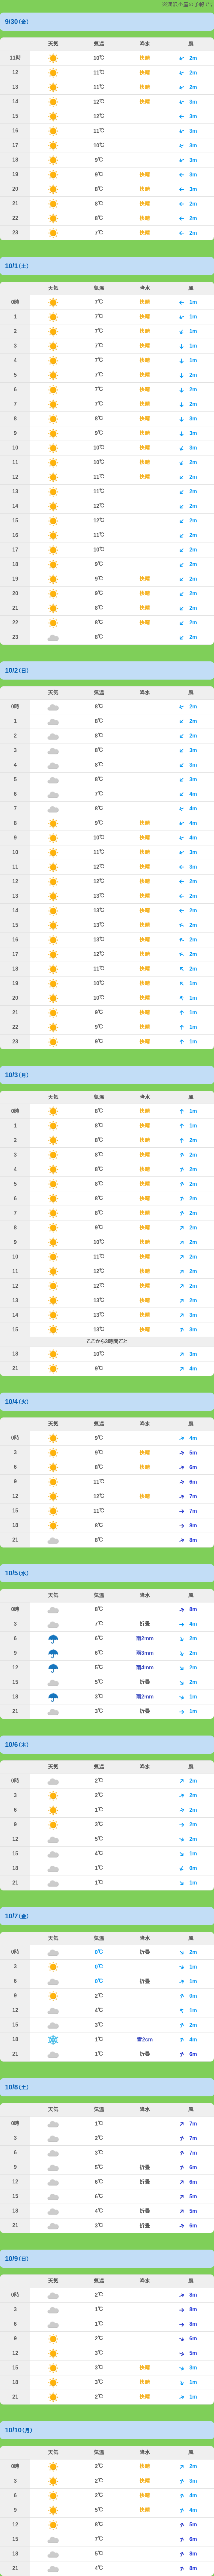 ※涸沢小屋の予報です
9/30（金）
天気 気温 降水 風
11時 10℃ 快晴 2m
12 11℃ 快晴 2m
13 11℃ 快晴 2m
14 12℃ 快晴 3m
15 12℃ 3m
16 11℃ 3m
17 10℃ 3m
18 9℃ 3m
19 9℃ 快晴 3m
20 8℃ 快晴 3m
21 8℃ 快晴 2m
22 8℃ 快晴 2m
23 7℃ 快晴 2m
10/1（土）
天気 気温 降水 風
0時 7℃ 快晴 1m
1 7℃ 快晴 1m
2 7℃ 快晴 1m
3 7℃ 快晴 1m
4 7℃ 快晴 1m
5 7℃ 快晴 2m
6 7℃ 快晴 2m
7 7℃ 快晴 2m
8 8℃ 快晴 3m
9 9℃ 快晴 3m
10 10℃ 快晴 3m
11 10℃ 快晴 2m
12 11℃ 快晴 2m
13 11℃ 2m
14 12℃ 2m
15 12℃ 2m
16 11℃ 2m
17 10℃ 2m
18 9℃ 2m
19 9℃ 快晴 2m
20 9℃ 快晴 2m
21 8℃ 快晴 2m
22 8℃ 快晴 2m
23 8℃ 2m
10/2（日）
天気 気温 降水 風
0時 8℃ 2m
1 8℃ 2m
2 8℃ 2m
3 8℃ 3m
4 8℃ 3m
5 8℃ 3m
6 7℃ 4m
7 8℃ 4m
8 9℃ 快晴 4m
9 10℃ 快晴 4m
10 11℃ 快晴 3m
11 12℃ 快晴 3m
12 12℃ 快晴 2m
13 13℃ 快晴 2m
14 13℃ 快晴 2m
15 13℃ 快晴 2m
16 13℃ 快晴 2m
17 12℃ 快晴 2m
18 11℃ 快晴 2m
19 10℃ 快晴 1m
20 10℃ 快晴 1m
21 9℃ 快晴 1m
22 9℃ 快晴 1m
23 9℃ 快晴 1m
10/3（月）
天気 気温 降水 風
0時 8℃ 快晴 1m
1 8℃ 快晴 1m
2 8℃ 快晴 2m
3 8℃ 快晴 2m
4 8℃ 快晴 2m
5 8℃ 快晴 2m
6 8℃ 快晴 2m
7 8℃ 快晴 2m
8 9℃ 快晴 2m
9 10℃ 快晴 2m
10 11℃ 快晴 2m
11 12℃ 快晴 2m
12 12℃ 快晴 2m
13 13℃ 快晴 2m
14 13℃ 快晴 3m
15 13℃ 快晴 3m
ここから3時間ごと
18 10℃ 3m
21 9℃ 4m
10/4（火）
天気 気温 降水 風
0時 9℃ 快晴 4m
3 9℃ 快晴 5m
6 8℃ 快晴 6m
9 11℃ 6m
12 12℃ 快晴 7m
15 11℃ 7m
18 8℃ 8m
21 8℃ 8m
10/5（水）
天気 気温 降水 風
0時 8℃ 8m
3 7℃ 折畳 4m
6 6℃ 雨2mm 2m
9 6℃ 雨3mm 2m
12 5℃ 雨4mm 2m
15 5℃ 折畳 2m
18 3℃ 雨2mm 1m
21 3℃ 折畳 1m
10/6（木）
天気 気温 降水 風
0時 2℃ 2m
3 2℃ 2m
6 1℃ 2m
9 3℃ 2m
12 5℃ 2m
15 4℃ 1m
18 1℃ 0m
21 1℃ 1m
10/7（金）
天気 気温 降水 風
0時 0℃ 折畳 2m
3 0℃ 1m
6 0℃ 折畳 1m
9 2℃ 0m
12 4℃ 1m
15 3℃ 2m
18 1℃ 雪2cm 4m
21 1℃ 折畳 6m
10/8（土）
天気 気温 降水 風
0時 1℃ 7m
3 2℃ 7m
6 3℃ 7m
9 5℃ 折畳 6m
12 6℃ 折畳 6m
15 6℃ 5m
18 4℃ 折畳 5m
21 3℃ 折畳 6m
10/9（日）
天気 気温 降水 風
0時 2℃ 8m
3 1℃ 8m
6 1℃ 8m
9 2℃ 6m
12 3℃ 5m
15 3℃ 快晴 3m
18 3℃ 快晴 1m
21 2℃ 快晴 1m
10/10（月）
天気 気温 降水 風
0時 2℃ 快晴 2m
3 2℃ 快晴 3m
6 2℃ 快晴 4m
9 5℃ 快晴 4m
12 8℃ 5m
15 7℃ 6m
18 5℃ 8m
21 4℃ 8m